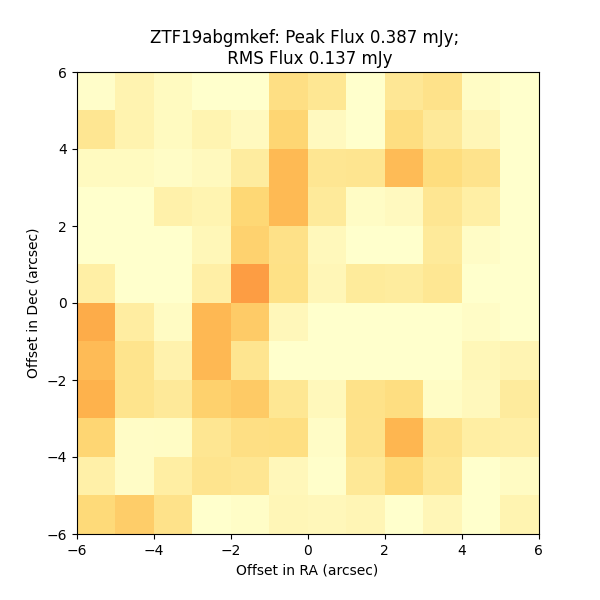 ZTF19abgmkef: Peak Flux 0.387 mJy;
RMS Flux 0.137 mJy
6
4
2
0
−2
−4
−6
Offset in Dec (arcsec)
−6 −4 −2 0 2 4 6
Offset in RA (arcsec)